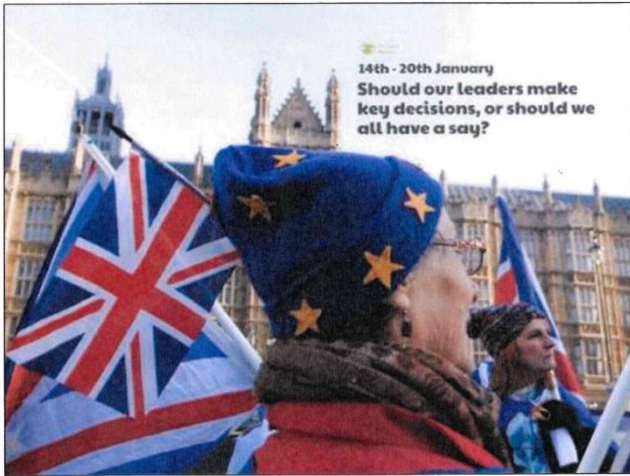 14th - 20th January
Should our leaders make
key decisions, or should we
all have a say?